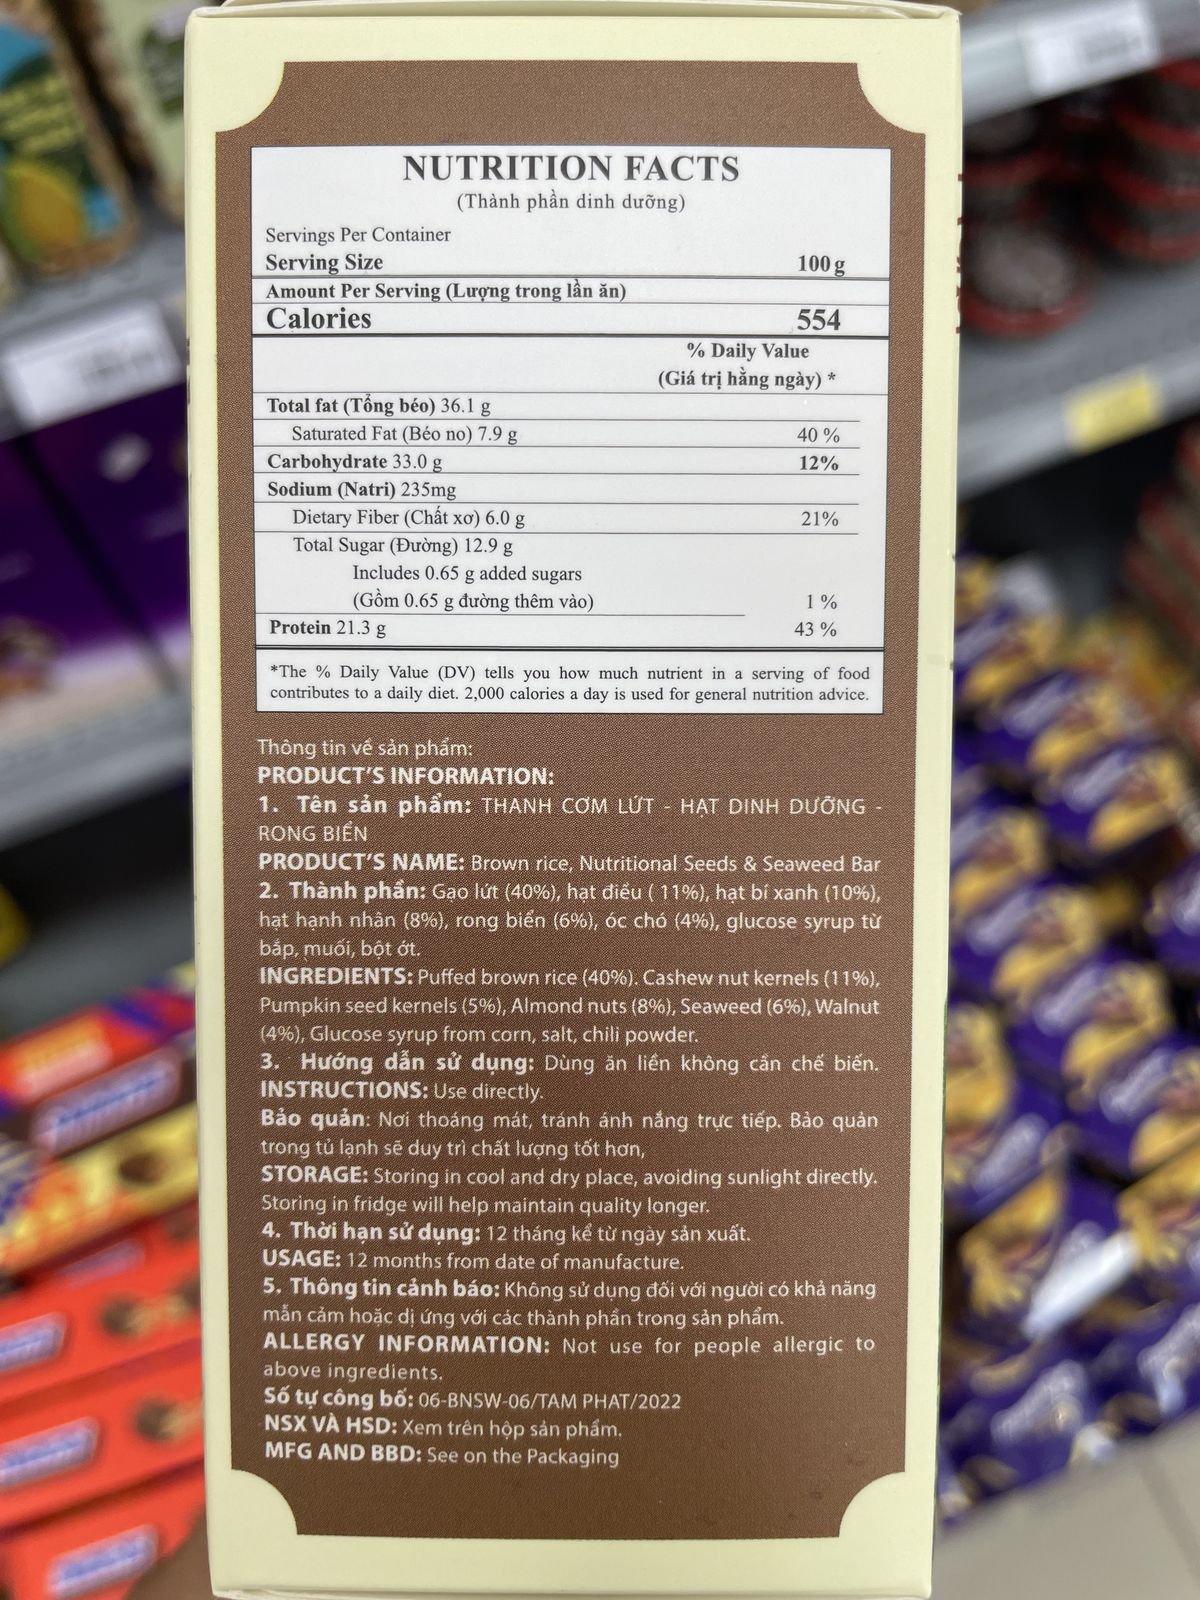 NUTRITION FACTS
(Thành phần dinh dưỡng)
Servings Per Container
Serving Size 100 g
Amount Per Serving (Lượng trong lần ăn)
Calories 554
% Daily Value
(Giá trị hằng ngày) *
Total fat (Tổng béo) 36.1 g
Saturated Fat (Béo no) 7.9 g 40 %
Carbohydrate 33.0 g 12%
Sodium (Natri) 235mg
Dietary Fiber (Chất xơ) 6.0 g 21%
Total Sugar (Đường) 12.9 g
Includes 0.65 g added sugars
(Gồm 0.65 g đường thêm vào) 1 %
Protein 21.3 g 43 %
*The % Daily Value (DV) tells you how much nutrient in a serving of food
contributes to a daily diet. 2,000 calories a day is used for general nutrition advice.
Thông tin về sản phẩm:
PRODUCT'S INFORMATION:
1. Tên sản phẩm: THANH CƠM LỨT - HẠT DINH DƯỠNG -
RONG BIỂN
PRODUCT'S NAME: Brown rice, Nutritional Seeds & Seaweed Bar
2. Thành phần: Gạo lứt (40%), hạt điều ( 11%), hạt bí xanh (10%),
hạt hạnh nhân (8%), rong biển (6%), óc chó (4%), glucose syrup từ
bắp, muối, bột ớt.
INGREDIENTS: Puffed brown rice (40%). Cashew nut kernels (11%),
Pumpkin seed kernels (5%), Almond nuts (8%), Seaweed (6%), Walnut
(4%), Glucose syrup from corn, salt, chili powder.
3. Hướng dẫn sử dụng: Dùng ăn liền không cần chế biến.
INSTRUCTIONS: Use directly.
Bảo quản: Nơi thoáng mát, tránh ánh nắng trực tiếp. Bảo quản
trong tủ lạnh sẽ duy trì chất lượng tốt hơn,
STORAGE: Storing in cool and dry place, avoiding sunlight directly.
Storing in fridge will help maintain quality longer.
4. Thời hạn sử dụng: 12 tháng kể từ ngày sản xuất.
USAGE: 12 months from date of manufacture.
5. Thông tin cảnh báo: Không sử dụng đối với người có khả năng
mẫn cảm hoặc dị ứng với các thành phần trong sản phẩm.
ALLERGY INFORMATION: Not use for people allergic to
above ingredients.
Số tự công bố: 06-BNSW-06/TAM PHAT/2022
NSX VÀ HSD: Xem trên hộp sản phẩm.
MFG AND BBD: See on the Packaging